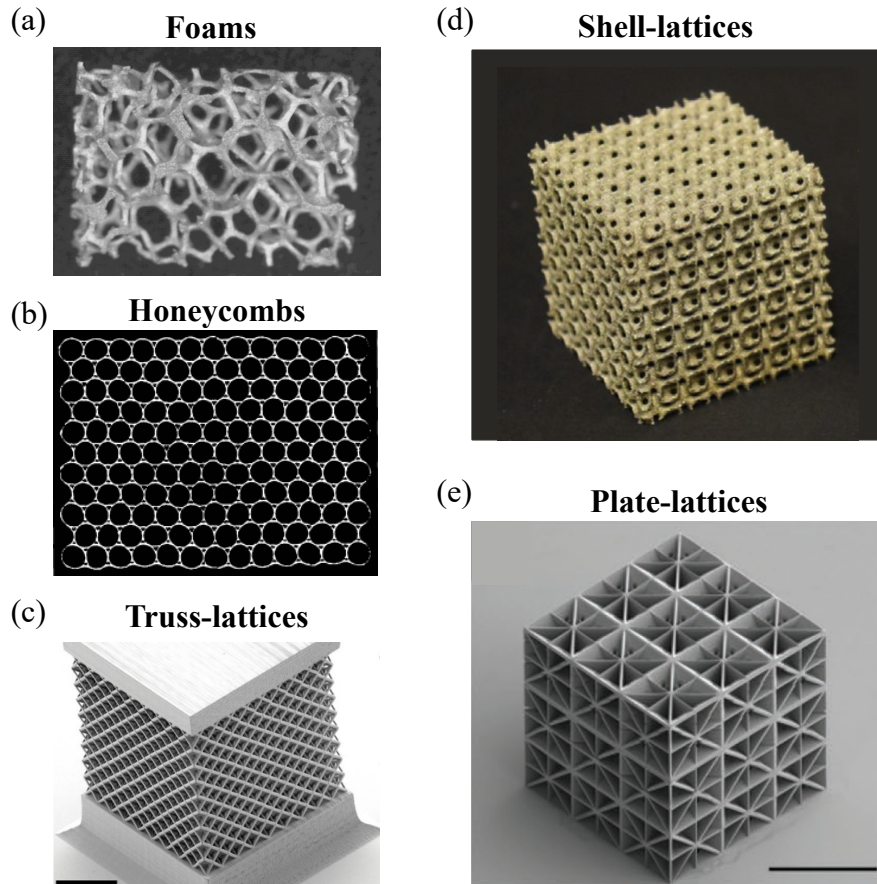 (a)
Foams
(b)
Honeycombs
(c)
Truss-lattices
(d)
Shell-lattices
(e)
Plate-lattices